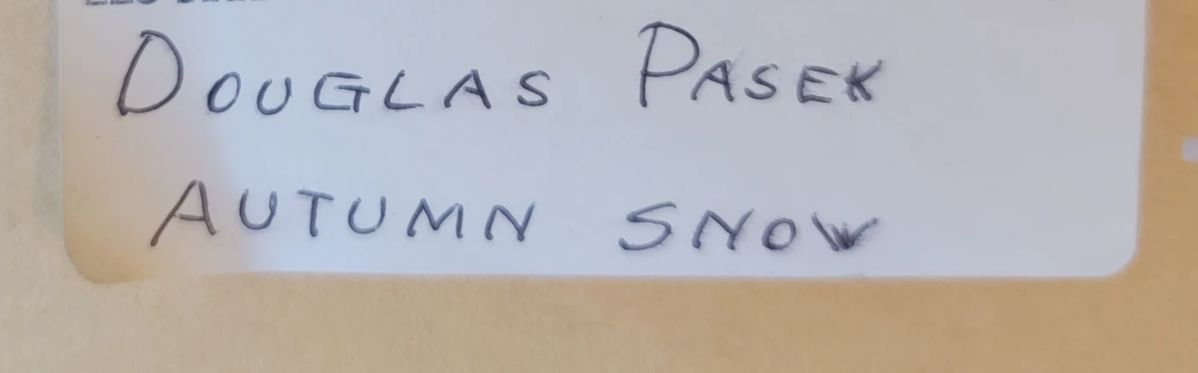 DOUGLAS PASEK
AUTUMN SNOW